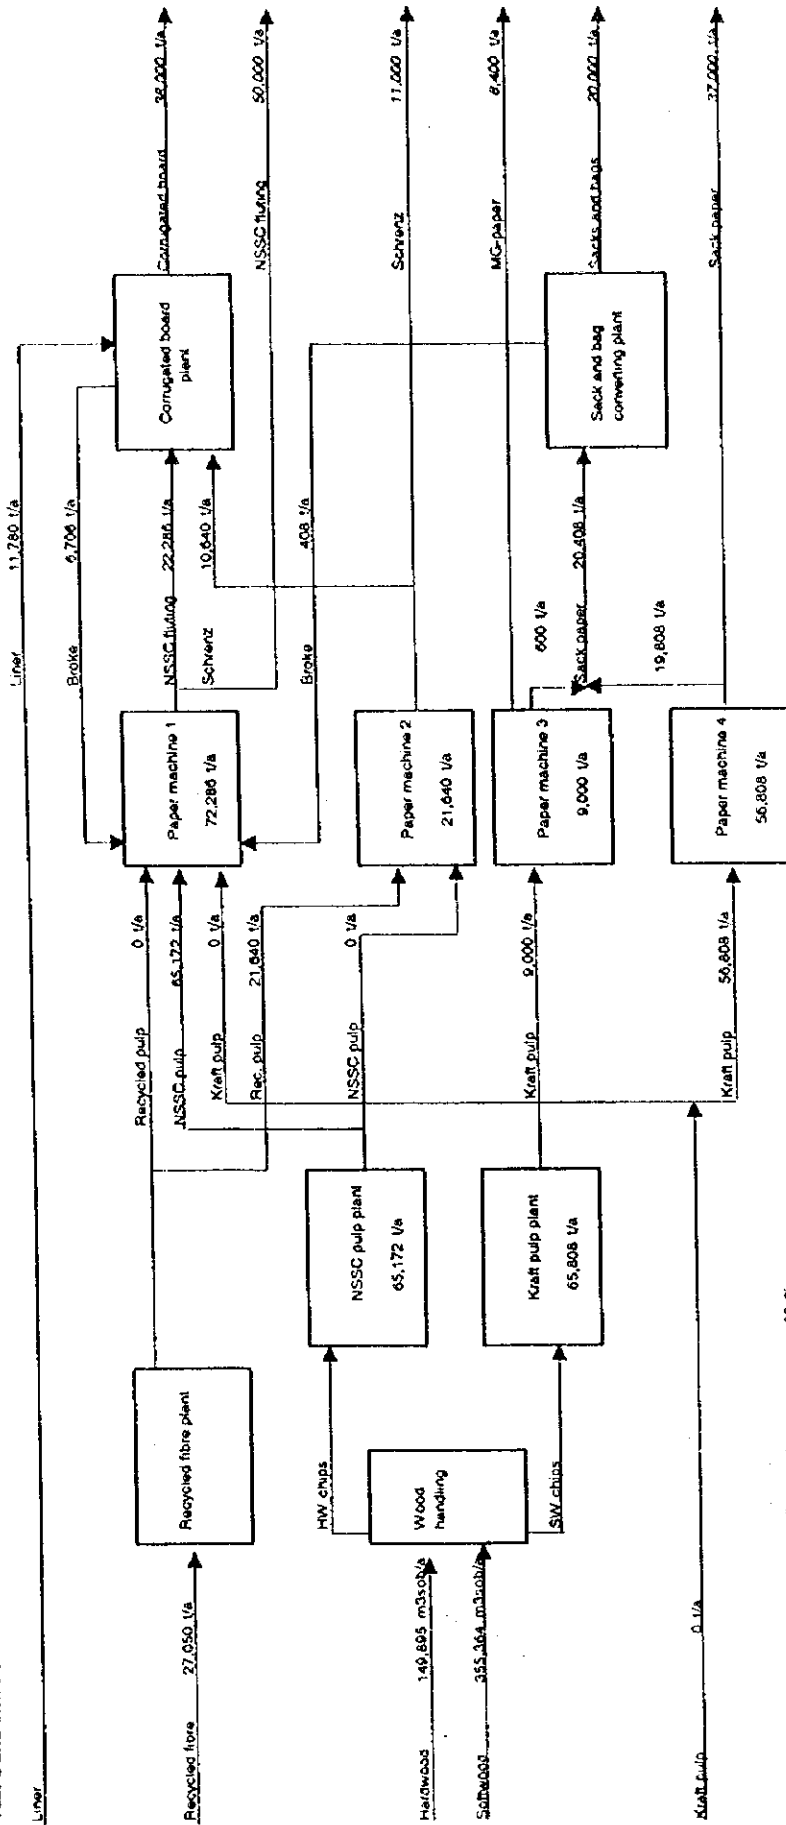 Liner
Liner
11,780 t/a
Broke
6,706 t/a
Recycled fibre
27,050 t/a
Recycled fibre plant
Recycled pulp
0 t/a
NSSC pulp
65,172 t/a
Kraft pulp
0 t/a
Rec. pulp
21,640 t/a
Paper machine 1
72,286 t/a
NSSC fluting
22,286 t/a
Schrenz
10,640 t/a
Corrugated board
plant
Corrugated board
38,000 t/a
NSSC fluting
50,000 t/a
Broke
408 t/a
Hardwood
149,895 m3sob/a
Softwood
355,364 m3sob/a
Wood
handling
HW chips
SW chips
NSSC pulp plant
65,172 t/a
NSSC pulp
0 t/a
Paper machine 2
21,640 t/a
Schrenz
11,000 t/a
Kraft pulp plant
65,808 t/a
Kraft pulp
9,000 t/a
Paper machine 3
9,000 t/a
MG-paper
8,400 t/a
600 t/a
Sack paper
20,408 t/a
19,808 t/a
Sack and bag
converting plant
Sacks and bags
20,000 t/a
Kraft pulp
0 t/a
Kraft pulp
56,808 t/a
Paper machine 4
56,808 t/a
Sack paper
37,000 t/a